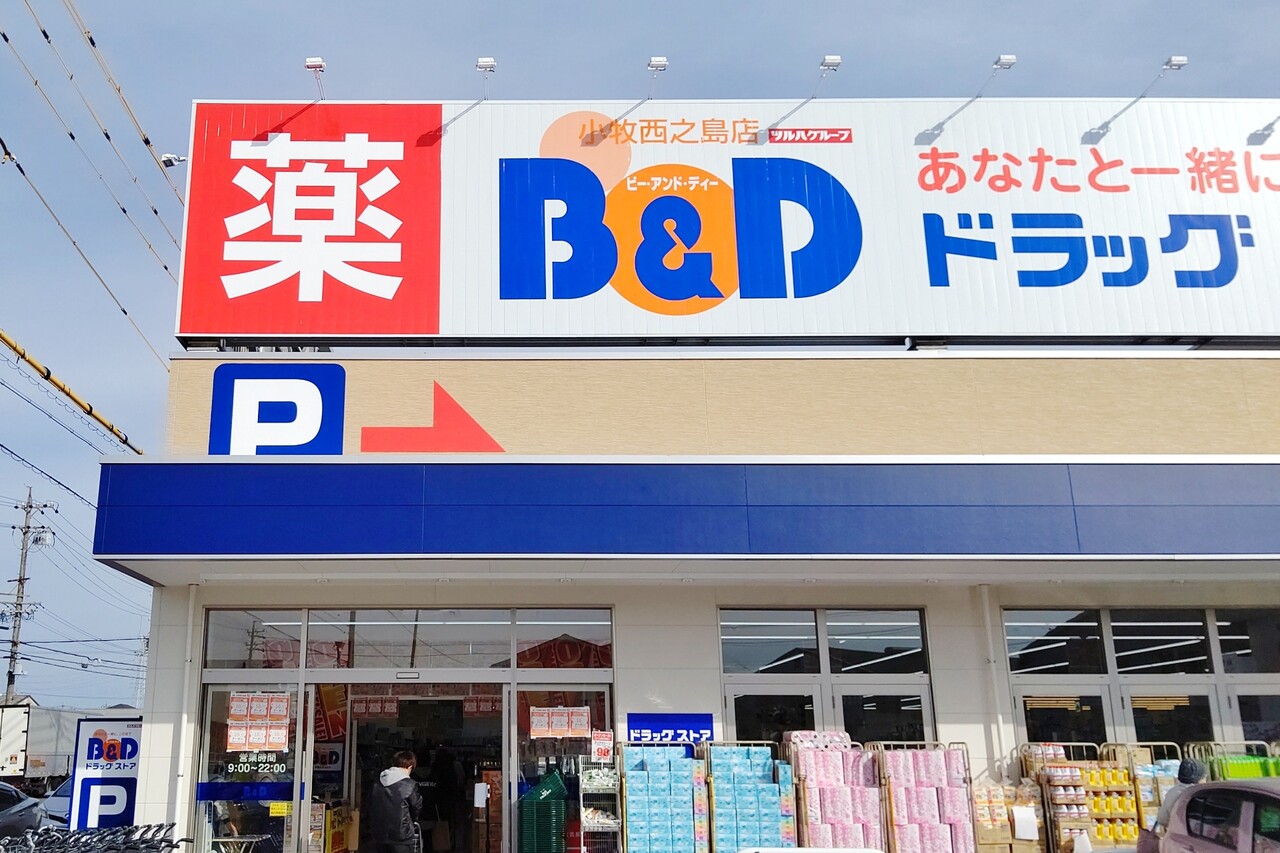 薬
小牧西之島店 ツルハグループ
ビー・アンド・ディー
B&D
あなたと一緒に
ドラッグ
P
ドラッグストア
営業時間
9:00~22:00
B&D
98
B&D
ドラッグストア
P